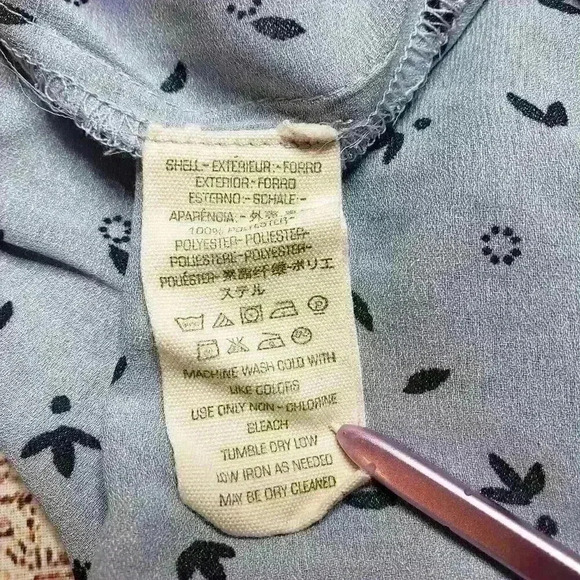 SHELL - EXTÉRIEUR - FORRO
EXTERIOR - FORRO
ESTERNO - SCHALE -
APARÊNCIA - 外
100% POLYESTER
POLYESTER - POLIESTER -
POLIESTERE - POLYESTER
POLIÉSTER - 聚酯纤维 - ポリエ
ステル
MACHINE WASH COLD WITH
LIKE COLORS
USE ONLY NON - CHLORINE
BLEACH
TUMBLE DRY LOW
LOW IRON AS NEEDED
MAY BE DRY CLEANED